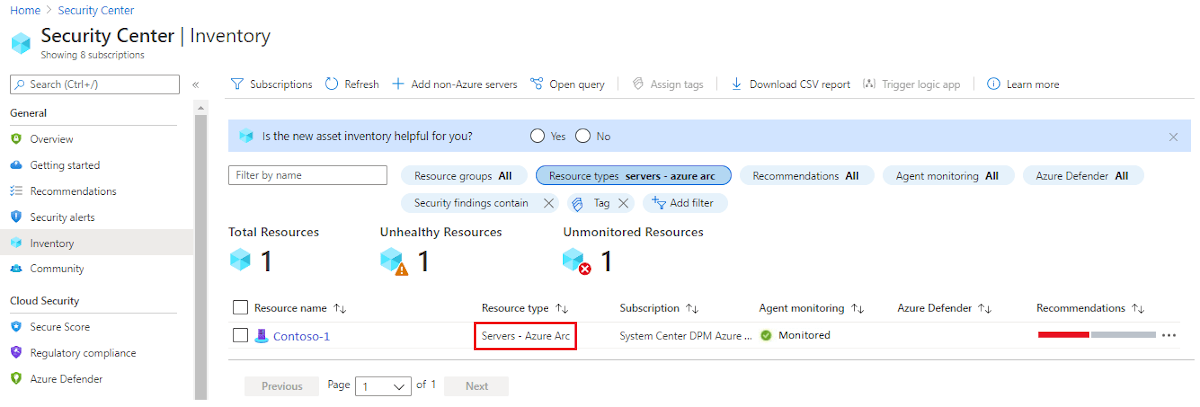 Home > Security Center
Security Center | Inventory
Showing 8 subscriptions
Search (Ctrl+/)
«
Subscriptions Refresh + Add non-Azure servers Open query Assign tags Download CSV report Trigger logic app Learn more
General
Overview
Getting started
Recommendations
Security alerts
Inventory
Community
Cloud Security
Secure Score
Regulatory compliance
Azure Defender
Is the new asset inventory helpful for you? Yes No
Filter by name
Resource groups All
Resource types servers - azure arc
Recommendations All
Agent monitoring All
Azure Defender All
Security findings contain
Tag
Add filter
Total Resources Unhealthy Resources Unmonitored Resources
1 1 1
Resource name Resource type Subscription Agent monitoring Azure Defender Recommendations
Contoso-1 Servers - Azure Arc System Center DPM Azure ... Monitored ...
Previous Page 1 of 1 Next